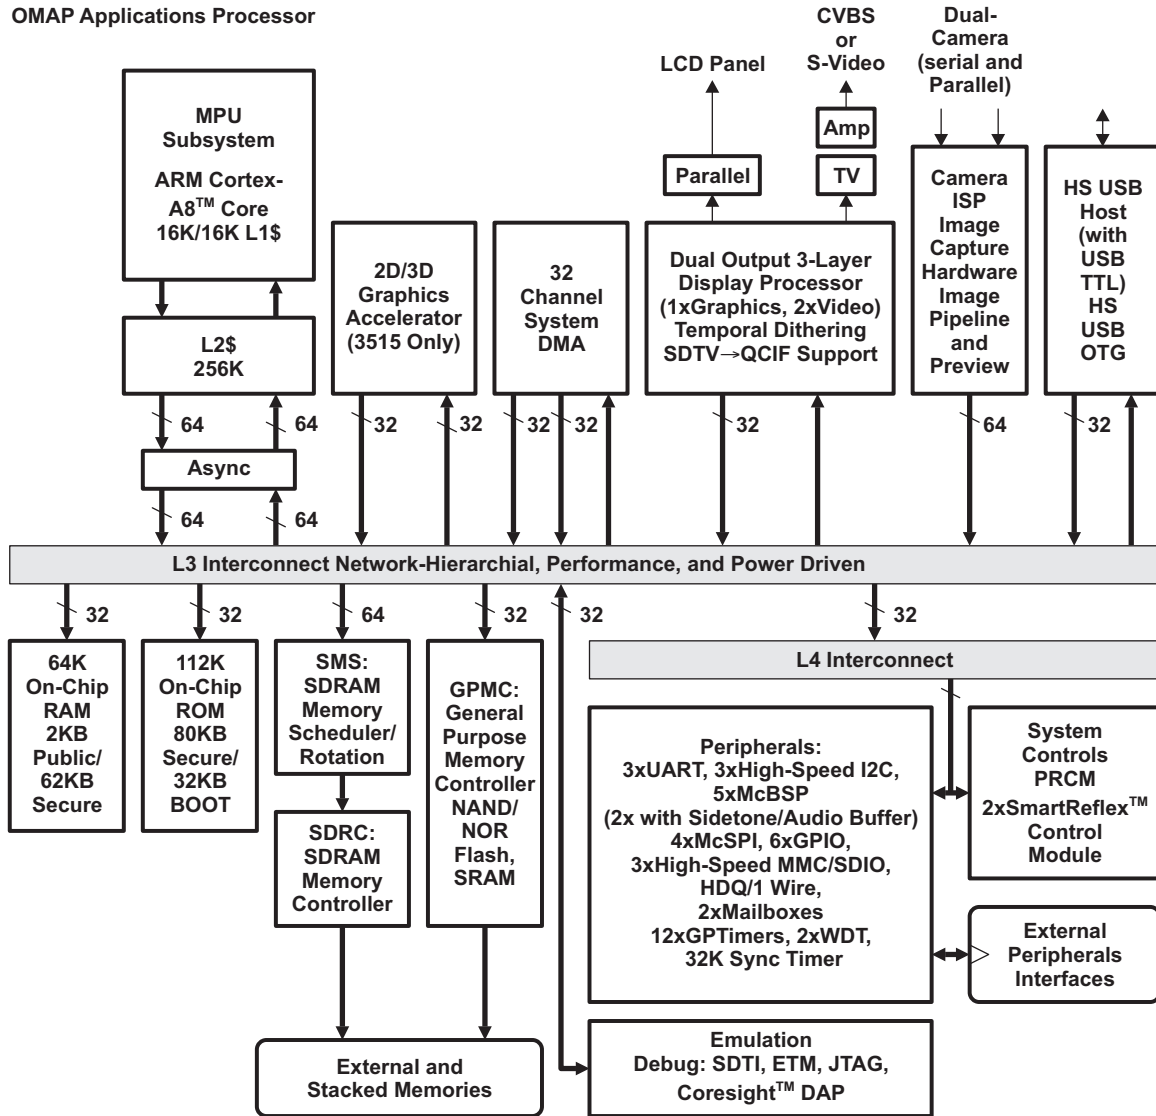 OMAP Applications Processor
CVBS
or
S-Video
Dual-
Camera
(serial and
Parallel)
LCD Panel
Amp
Parallel
TV
MPU
Subsystem
ARM Cortex-
A8™ Core
16K/16K L1$
L2$
256K
64
64
Async
64
64
2D/3D
Graphics
Accelerator
(3515 Only)
32
32
32
Channel
System
DMA
32
32
Dual Output 3-Layer
Display Processor
(1xGraphics, 2xVideo)
Temporal Dithering
SDTV→QCIF Support
32
Camera
ISP
Image
Capture
Hardware
Image
Pipeline
and
Preview
64
HS USB
Host
(with
USB
TTL)
HS
USB
OTG
32
L3 Interconnect Network-Hierarchial, Performance, and Power Driven
32
32
64
32
32
32
64K
On-Chip
RAM
2KB
Public/
62KB
Secure
112K
On-Chip
ROM
80KB
Secure/
32KB
BOOT
SMS:
SDRAM
Memory
Scheduler/
Rotation
SDRC:
SDRAM
Memory
Controller
GPMC:
General
Purpose
Memory
Controller
NAND/
NOR
Flash,
SRAM
External and
Stacked Memories
L4 Interconnect
Peripherals:
3xUART, 3xHigh-Speed I2C,
5xMcBSP
(2x with Sidetone/Audio Buffer)
4xMcSPI, 6xGPIO,
3xHigh-Speed MMC/SDIO,
HDQ/1 Wire,
2xMailboxes
12xGPTimers, 2xWDT,
32K Sync Timer
System
Controls
PRCM
2xSmartReflex™
Control
Module
External
Peripherals
Interfaces
Emulation
Debug: SDTI, ETM, JTAG,
Coresight™ DAP